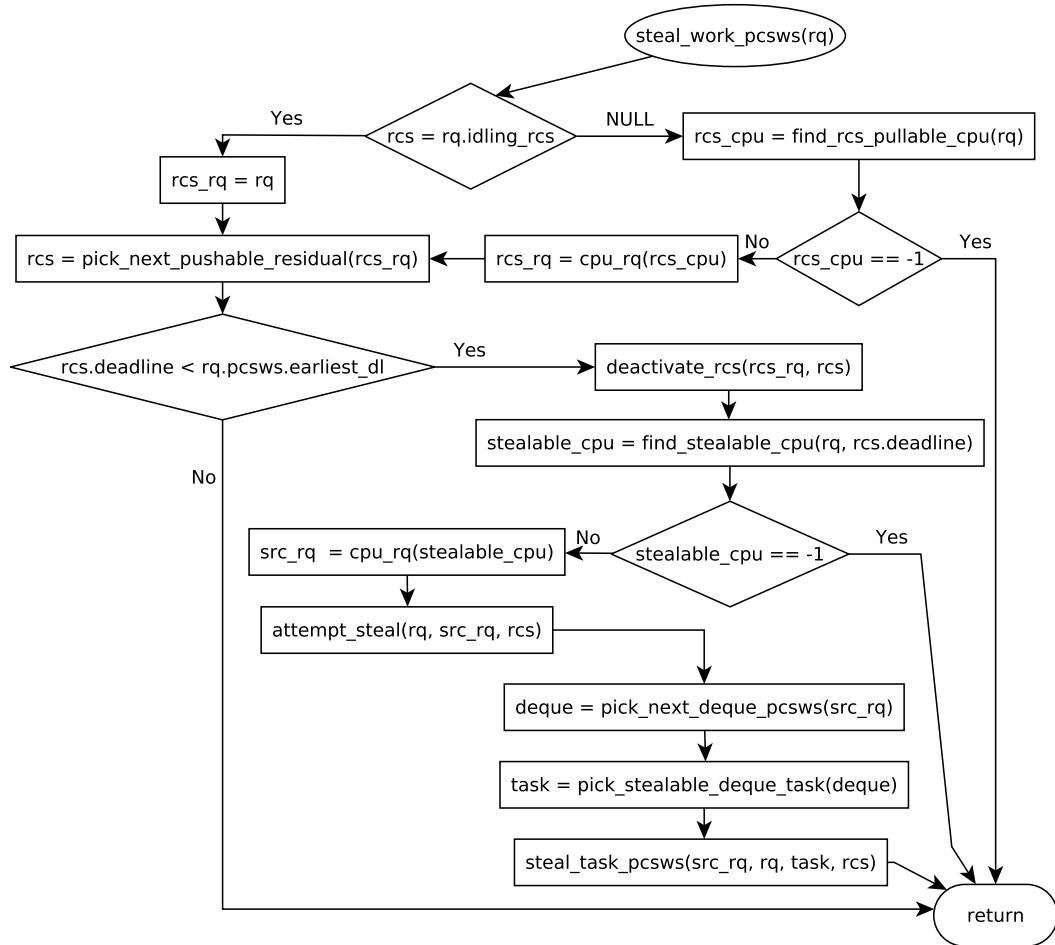 steal_work_pcsws(rq)
Yes
rcs = rq.idling_rcs
NULL
rcs_cpu = find_rcs_pullable_cpu(rq)
rcs_rq = rq
rcs = pick_next_pushable_residual(rcs_rq)
rcs_rq = cpu_rq(rcs_cpu)
No
rcs_cpu == -1
Yes
rcs.deadline < rq.pcsws.earliest_dl
Yes
deactivate_rcs(rcs_rq, rcs)
stealable_cpu = find_stealable_cpu(rq, rcs.deadline)
No
src_rq  = cpu_rq(stealable_cpu)
No
stealable_cpu == -1
Yes
attempt_steal(rq, src_rq, rcs)
deque = pick_next_deque_pcsws(src_rq)
task = pick_stealable_deque_task(deque)
steal_task_pcsws(src_rq, rq, task, rcs)
return